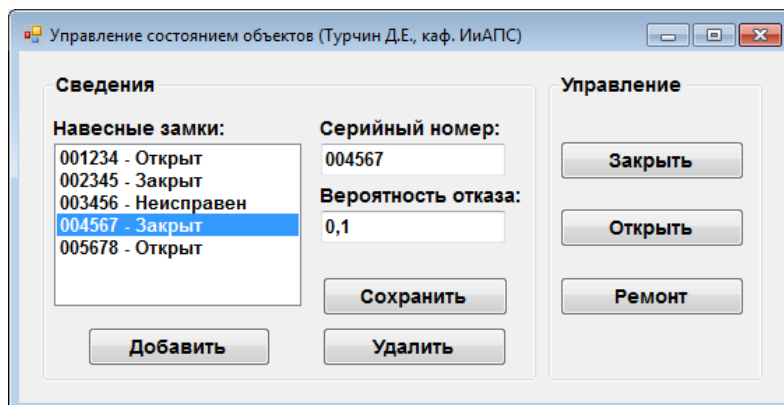 Управление состоянием объектов (Турчин Д.Е., каф. ИиАПС)
Сведения
Навесные замки:
001234 - Открыт
002345 - Закрыт
003456 - Неисправен
004567 - Закрыт
005678 - Открыт
Добавить
Серийный номер:
004567
Вероятность отказа:
0,1
Сохранить
Удалить
Управление
Закрыть
Открыть
Ремонт